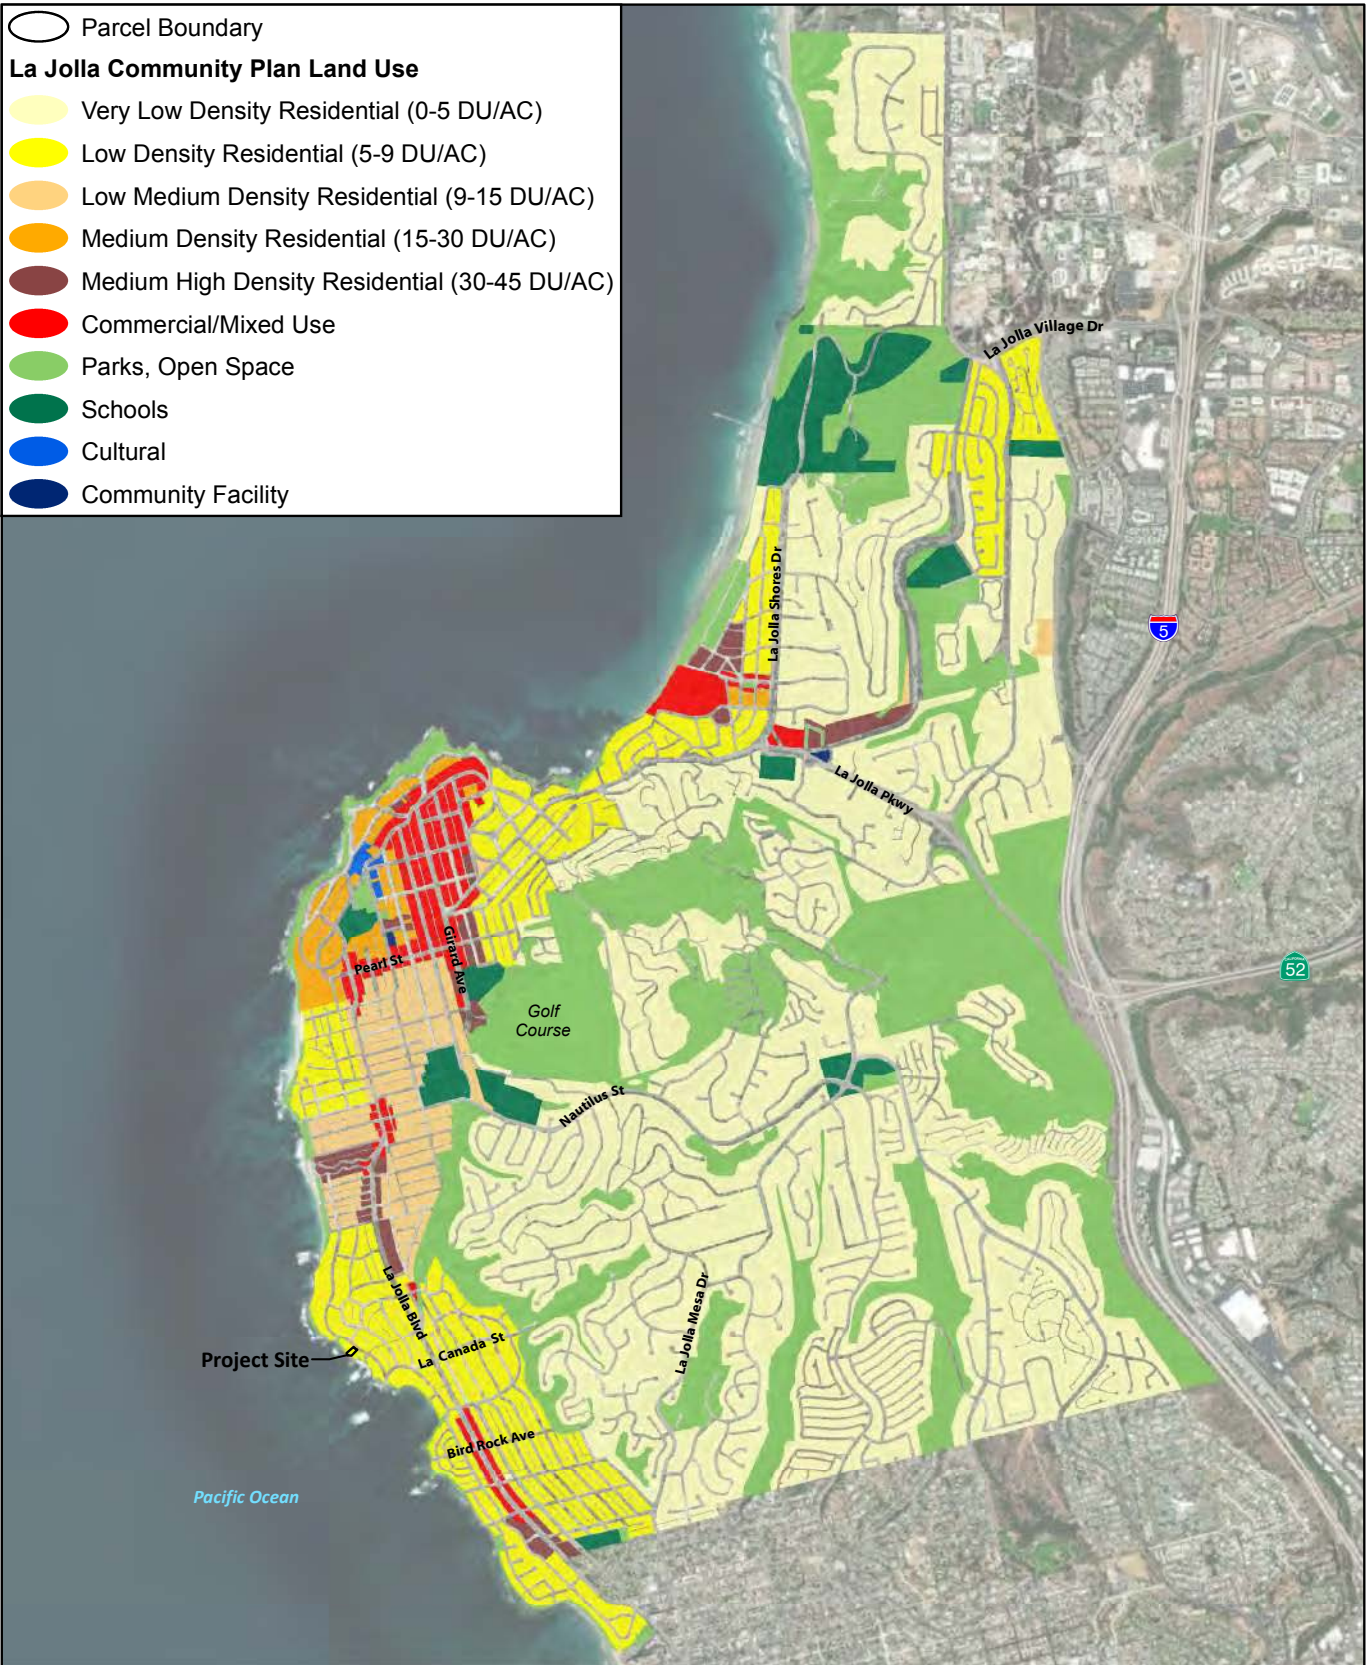 Parcel Boundary
La Jolla Community Plan Land Use
Very Low Density Residential (0-5 DU/AC)
Low Density Residential (5-9 DU/AC)
Low Medium Density Residential (9-15 DU/AC)
Medium Density Residential (15-30 DU/AC)
Medium High Density Residential (30-45 DU/AC)
Commercial/Mixed Use
Parks, Open Space
Schools
Cultural
Community Facility
La Jolla Village Dr
La Jolla Shores Dr
5
La Jolla Pkwy
Girard Ave
Pearl St
52
Golf
Course
Nautilus St
La Jolla Blvd
La Jolla Mesa Dr
La Canada St
Project Site
Bird Rock Ave
Pacific Ocean